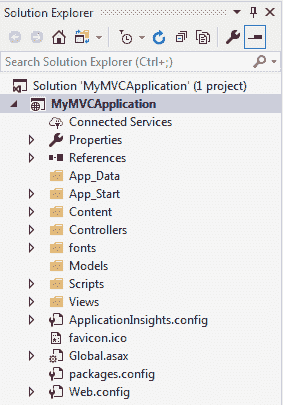 Solution Explorer
Search Solution Explorer (Ctrl+;)
Solution 'MyMVCApplication' (1 project)
MyMVCApplication
Connected Services
Properties
References
App_Data
App_Start
Content
Controllers
fonts
Models
Scripts
Views
ApplicationInsights.config
favicon.ico
Global.asax
packages.config
Web.config